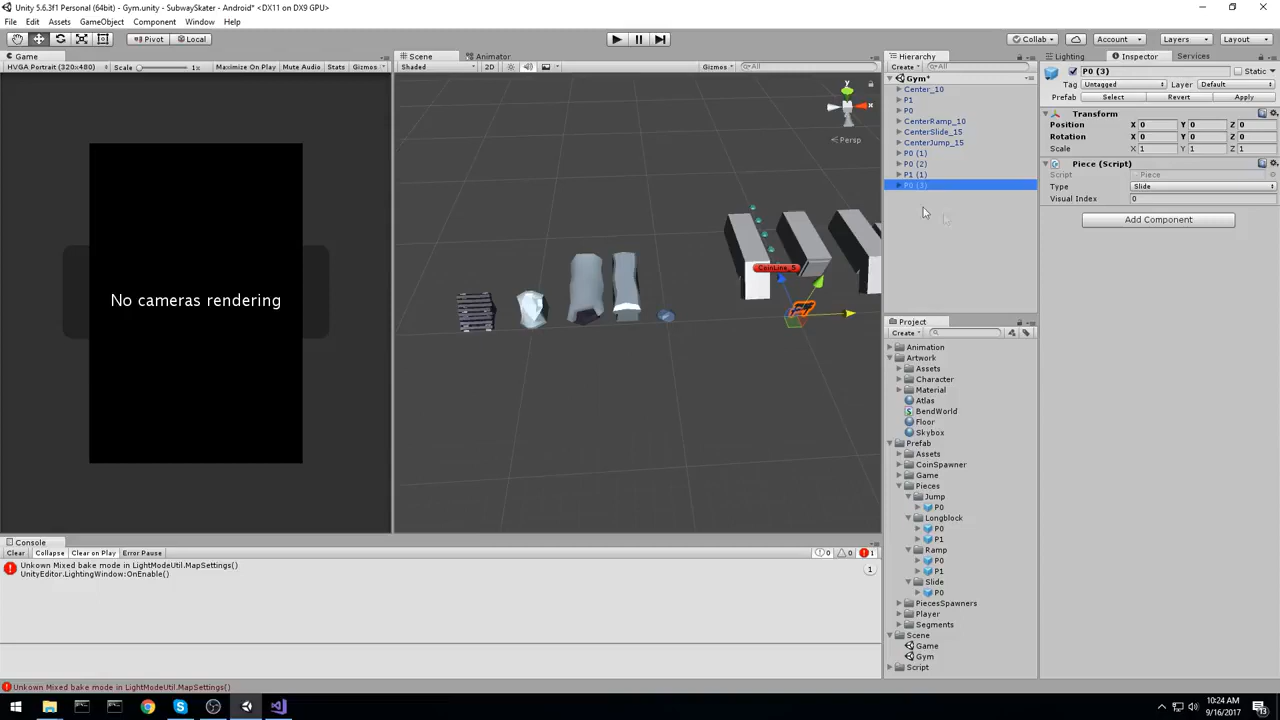 Unity 5.6.3f1 Personal (64bit) - Gym.unity - SubwaySkater - Android* <DX11 on DX9 GPU>
File Edit Assets GameObject Component Window Help
Pivot Local Collab Account Layers Layout
Game Scene Animator Hierarchy Lighting Inspector Services
HVGA Portrait (320x480) Scale 1x Maximize On Play Mute Audio Stats Gizmos
Shaded 2D Gizmos All
Create All
Gym*
Center_10
P1
P0
CenterRamp_10
CenterSlide_15
CenterJump_15
P0 (1)
P0 (2)
P1 (1)
P0 (3)
P0 (3) Static
Tag Untagged Layer Default
Prefab Select Revert Apply
Transform
Position X 0 Y 0 Z 0
Rotation X 0 Y 0 Z 0
Scale X 1 Y 1 Z 1
Piece (Script)
Script Piece
Type Slide
Visual Index 0
Add Component
y
x
Persp
CoinLine_5
No cameras rendering
Project
Create
Animation
Artwork
Assets
Character
Material
Atlas
BendWorld
Floor
Skybox
Prefab
Assets
CoinSpawner
Game
Pieces
Jump
P0
Longblock
P0
P1
Ramp
P0
P1
Slide
P0
PiecesSpawners
Player
Segments
Scene
Game
Gym
Script
Console
Clear Collapse Clear on Play Error Pause 0 0 1
Unkown Mixed bake mode in LightModeUtil.MapSettings()
UnityEditor.LightingWindow:OnEnable()
1
Unkown Mixed bake mode in LightModeUtil.MapSettings()
10:24 AM
9/16/2017
13